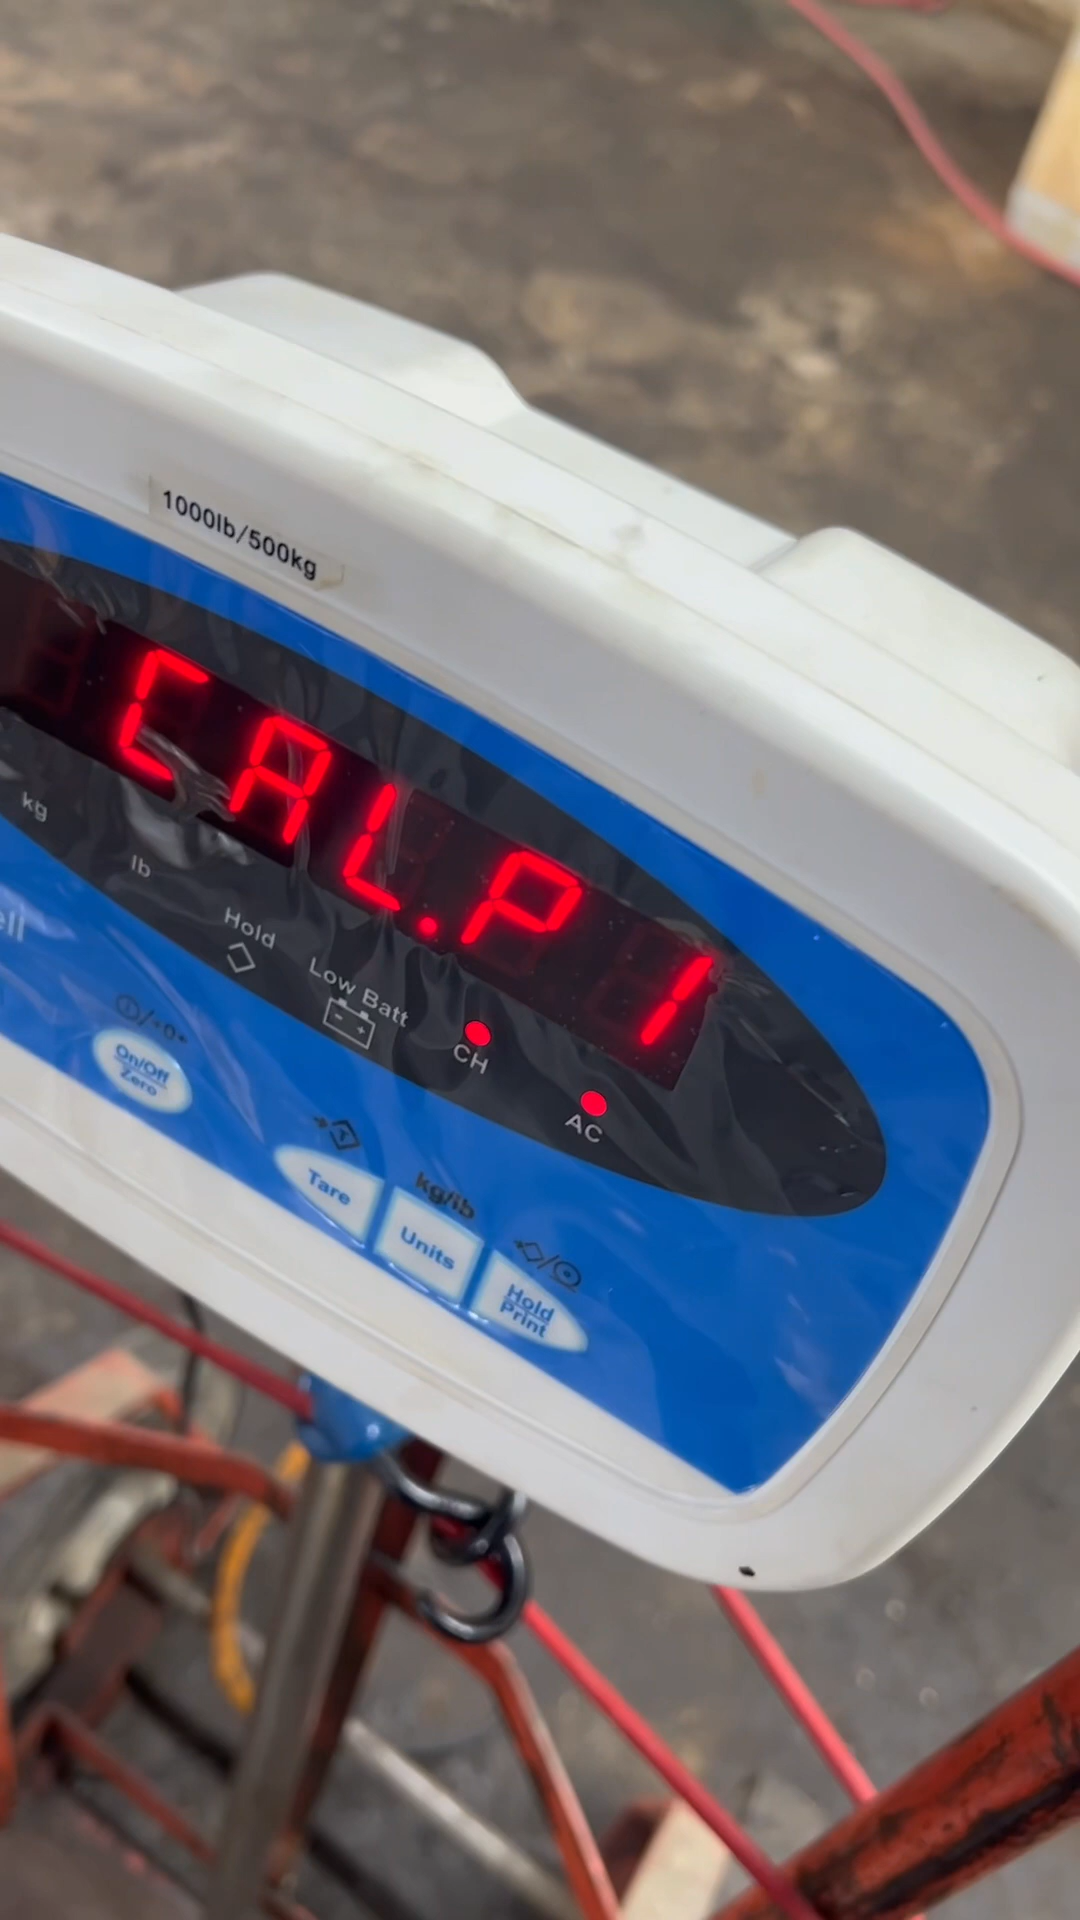 1000lb/500kg
CAL.P 1
kg
lb
Hold
Low Batt
CH
AC
ell
On/Off
Zero
Tare
kg/lb
Units
Hold
Print